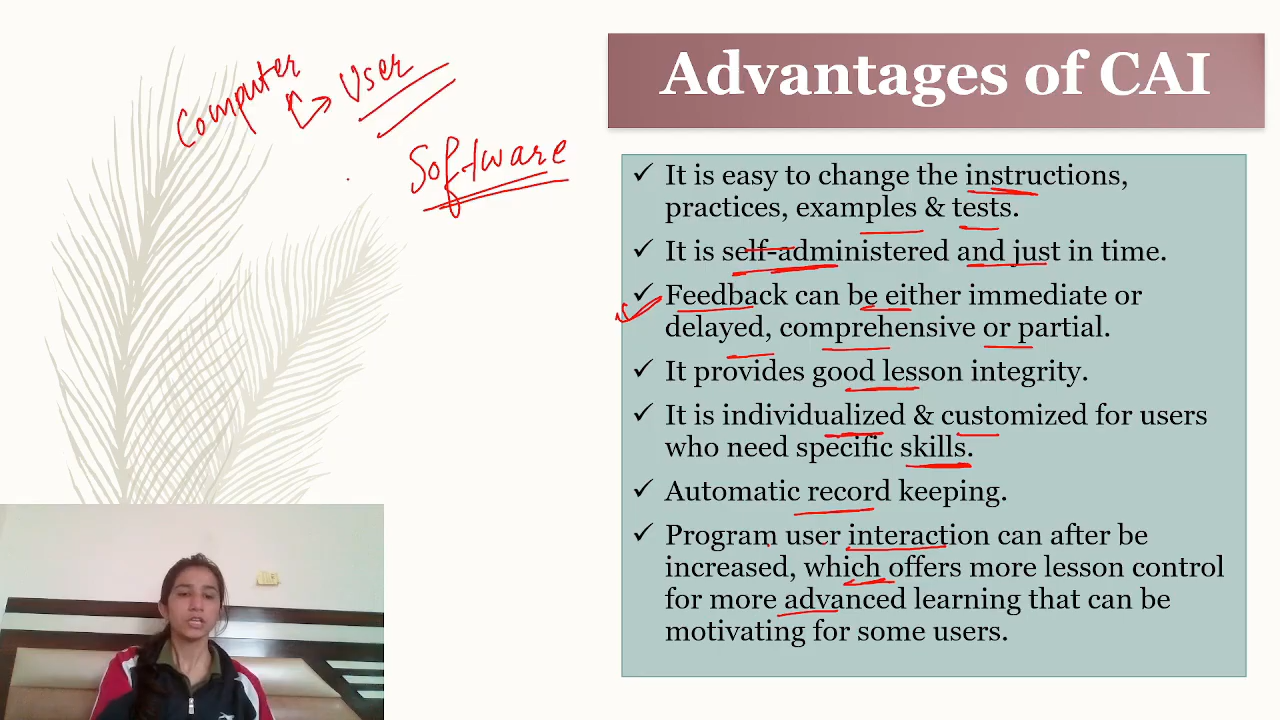 Computer
User
Software
Advantages of CAI
✓ It is easy to change the instructions,
practices, examples & tests.
✓ It is self-administered and just in time.
✓ Feedback can be either immediate or
delayed, comprehensive or partial.
✓ It provides good lesson integrity.
✓ It is individualized & customized for users
who need specific skills.
✓ Automatic record keeping.
✓ Program user interaction can after be
increased, which offers more lesson control
for more advanced learning that can be
motivating for some users.